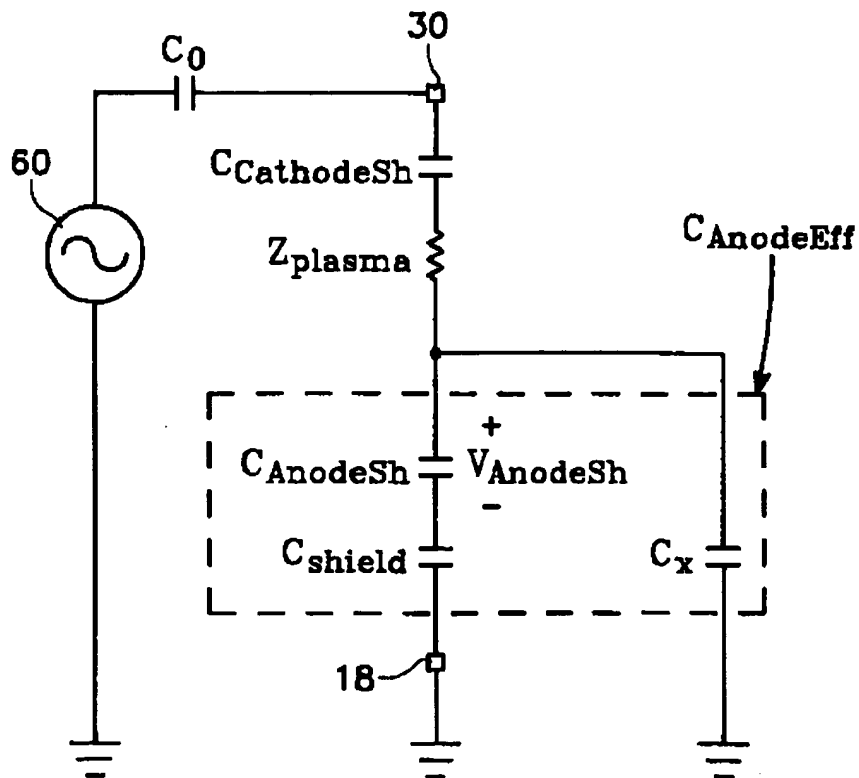 30
C0
60
CCathodeSh
Zplasma
CAnodeEff
+
CAnodeSh
VAnodeSh
-
Cshield
Cx
18